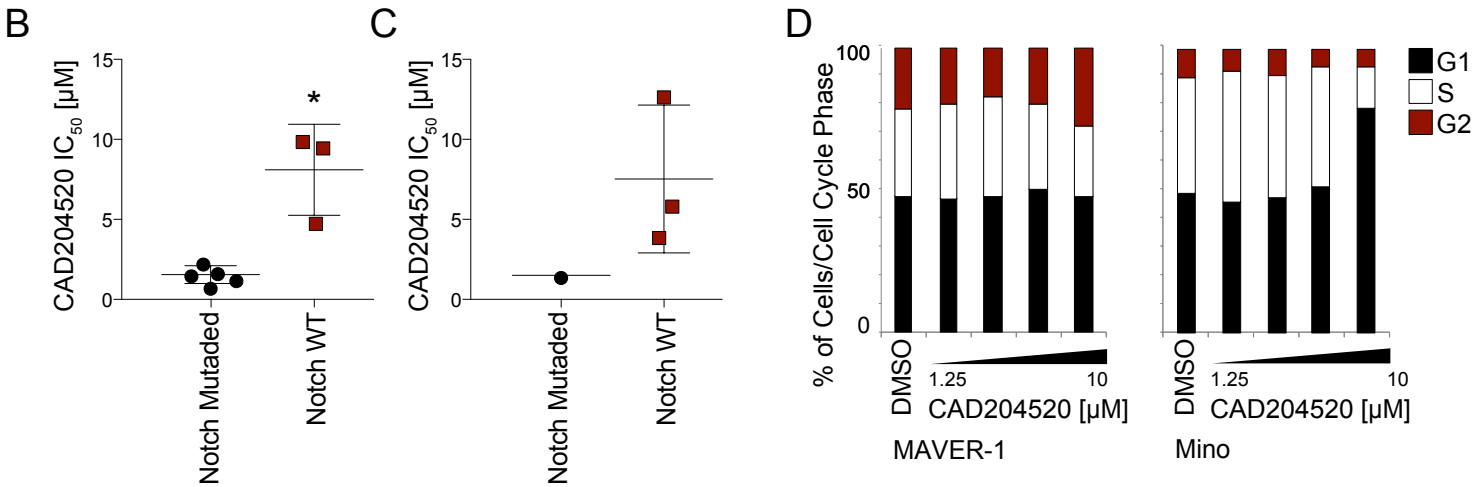 B
CAD204520 IC50 [µM]
15
10
5
0
*
Notch Mutaded
Notch WT
C
CAD204520 IC50 [µM]
15
10
5
0
Notch Mutaded
Notch WT
D
% of Cells/Cell Cycle Phase
100
50
0
DMSO
1.25
10
CAD204520 [µM]
MAVER-1
DMSO
1.25
10
CAD204520 [µM]
Mino
G1
S
G2